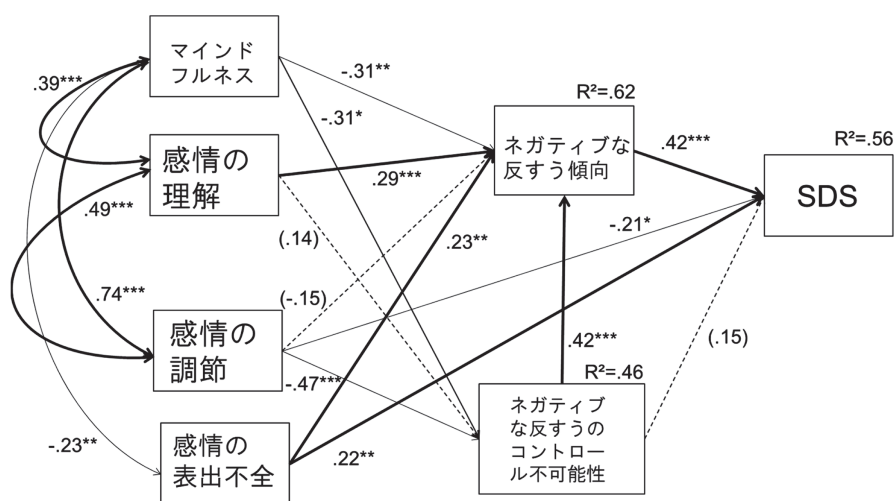 マインド
フルネス
.39***
-.31**
-.31*
R²=.62
ネガティブな
反すう傾向
.42***
R²=.56
SDS
感情の
理解
.29***
.49***
(.14)
.23**
-.21*
.74***
(-.15)
感情の
調節
-.47***
.42***
(.15)
R²=.46
ネガティブ
な反すうの
コントロー
ル不可能性
-.23**
感情の
表出不全
.22**